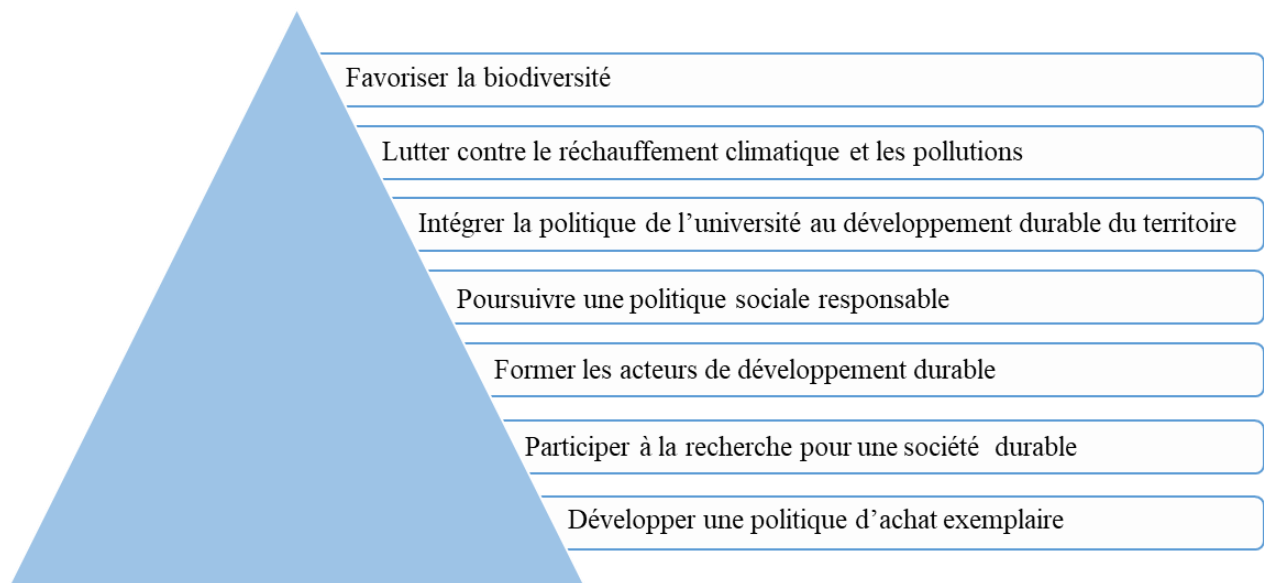 Favoriser la biodiversité
Lutter contre le réchauffement climatique et les pollutions
Intégrer la politique de l’université au développement durable du territoire
Poursuivre une politique sociale responsable
Former les acteurs de développement durable
Participer à la recherche pour une société durable
Développer une politique d’achat exemplaire